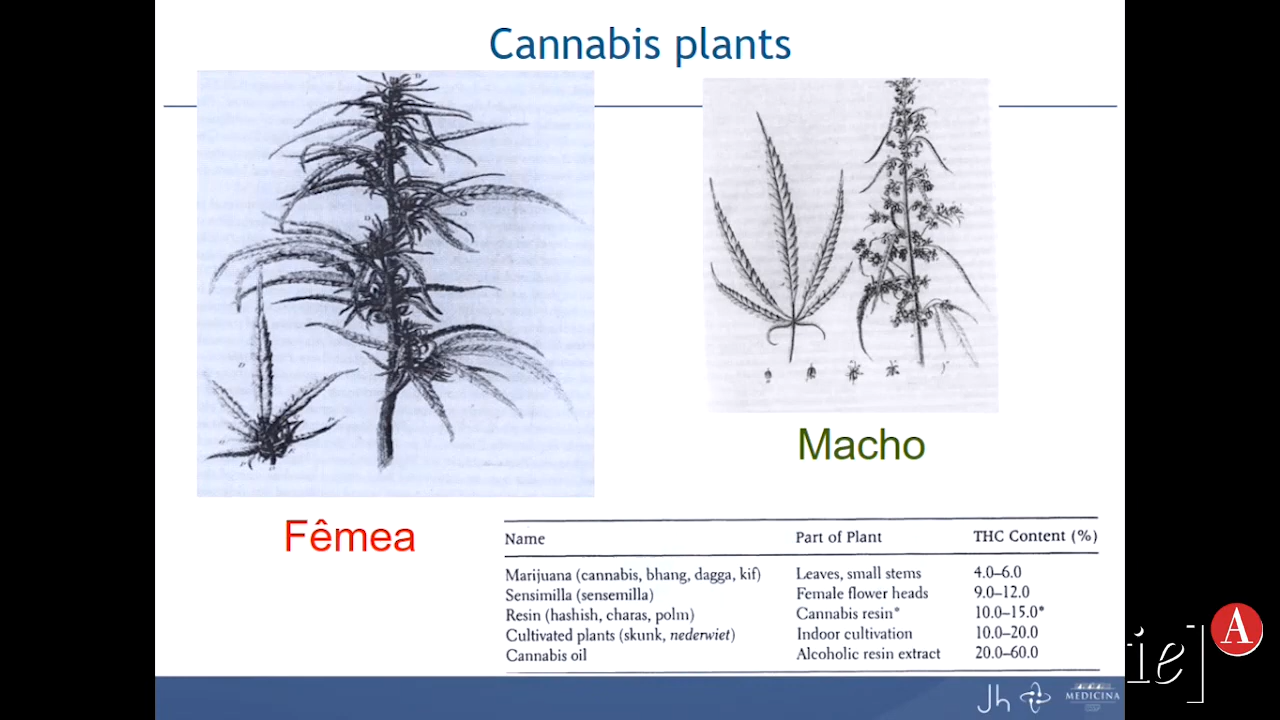 Cannabis plants
Macho
Fêmea
Name Part of Plant THC Content (%)
Marijuana (cannabis, bhang, dagga, kif) Leaves, small stems 4.0–6.0
Sensimilla (sensemilla) Female flower heads 9.0–12.0
Resin (hashish, charas, polm) Cannabis resin* 10.0–15.0*
Cultivated plants (skunk, nederwiet) Indoor cultivation 10.0–20.0
Cannabis oil Alcoholic resin extract 20.0–60.0
A
ie]
Jh
MEDICINA